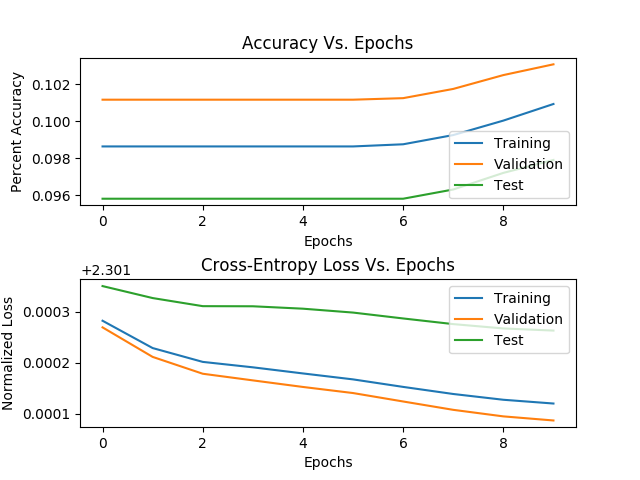 Accuracy Vs. Epochs
Percent Accuracy
0.102
0.100
0.098
0.096
Training
Validation
Test
0 2 4 6 8
Epochs
+2.301
Cross-Entropy Loss Vs. Epochs
Normalized Loss
0.0003
0.0002
0.0001
Training
Validation
Test
0 2 4 6 8
Epochs